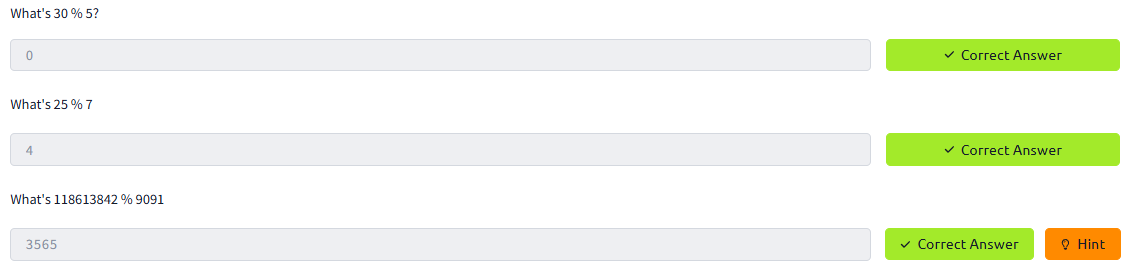 What's 30 % 5?
0
Correct Answer
What's 25 % 7
4
Correct Answer
What's 118613842 % 9091
3565
Correct Answer
Hint